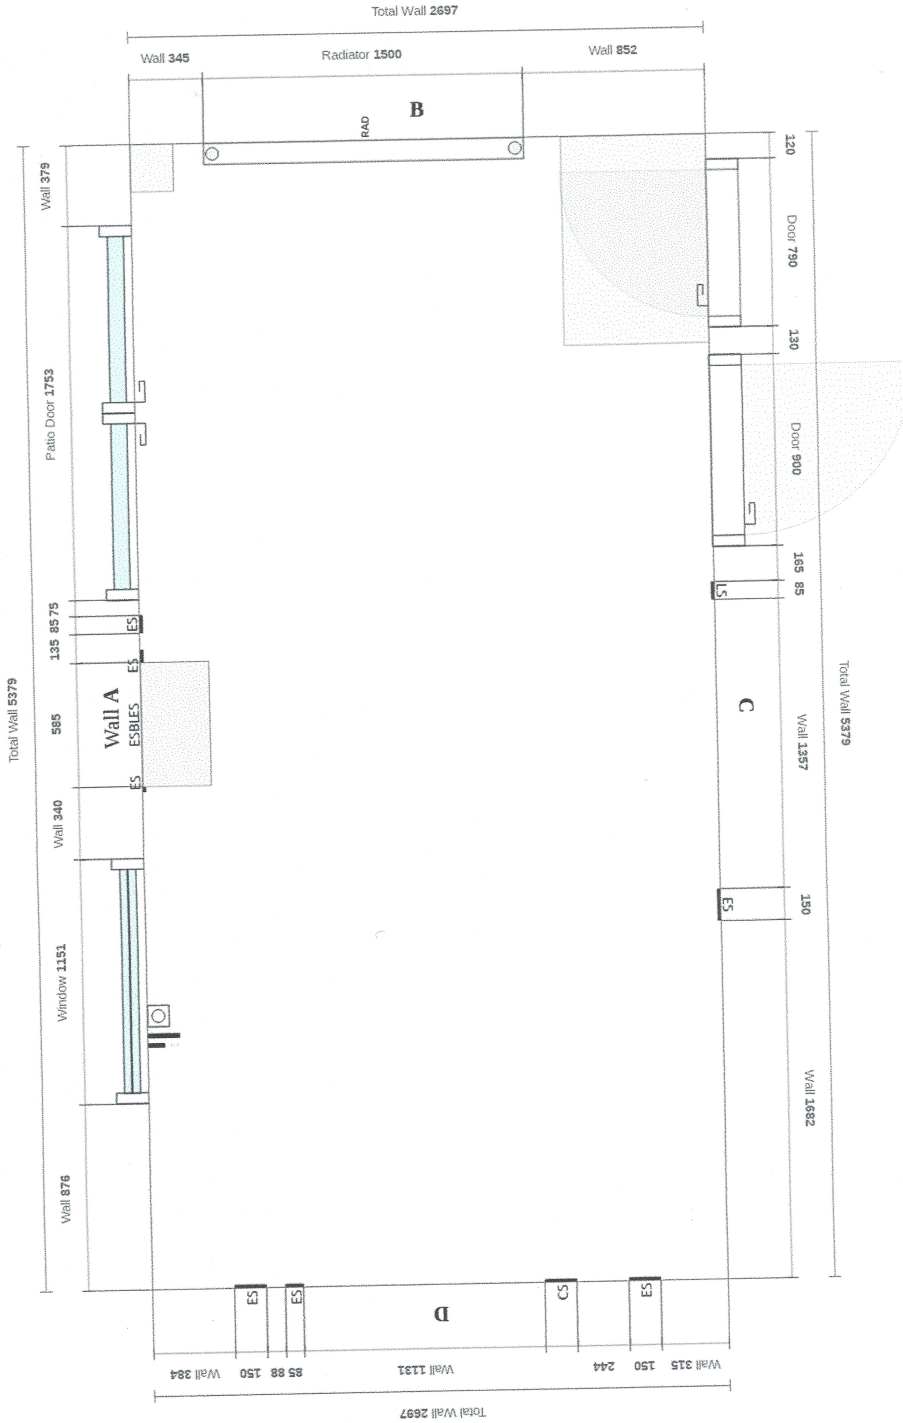 Total Wall 2697
Wall 345
Radiator 1500
Wall 852
B
RAD
120
Door 790
130
Door 900
165
85
LS
C
Wall 1357
150
ES
Wall 1682
Total Wall 5379
Wall 379
Patio Door 1753
75
85
135
ES
ES
Wall A
ESBLES
585
ES
Wall 340
Window 1151
Wall 876
Total Wall 5379
ES
CS
ES
ES
D
Wall 315
150
244
Wall 1131
85
88
150
Wall 384
Total Wall 2697